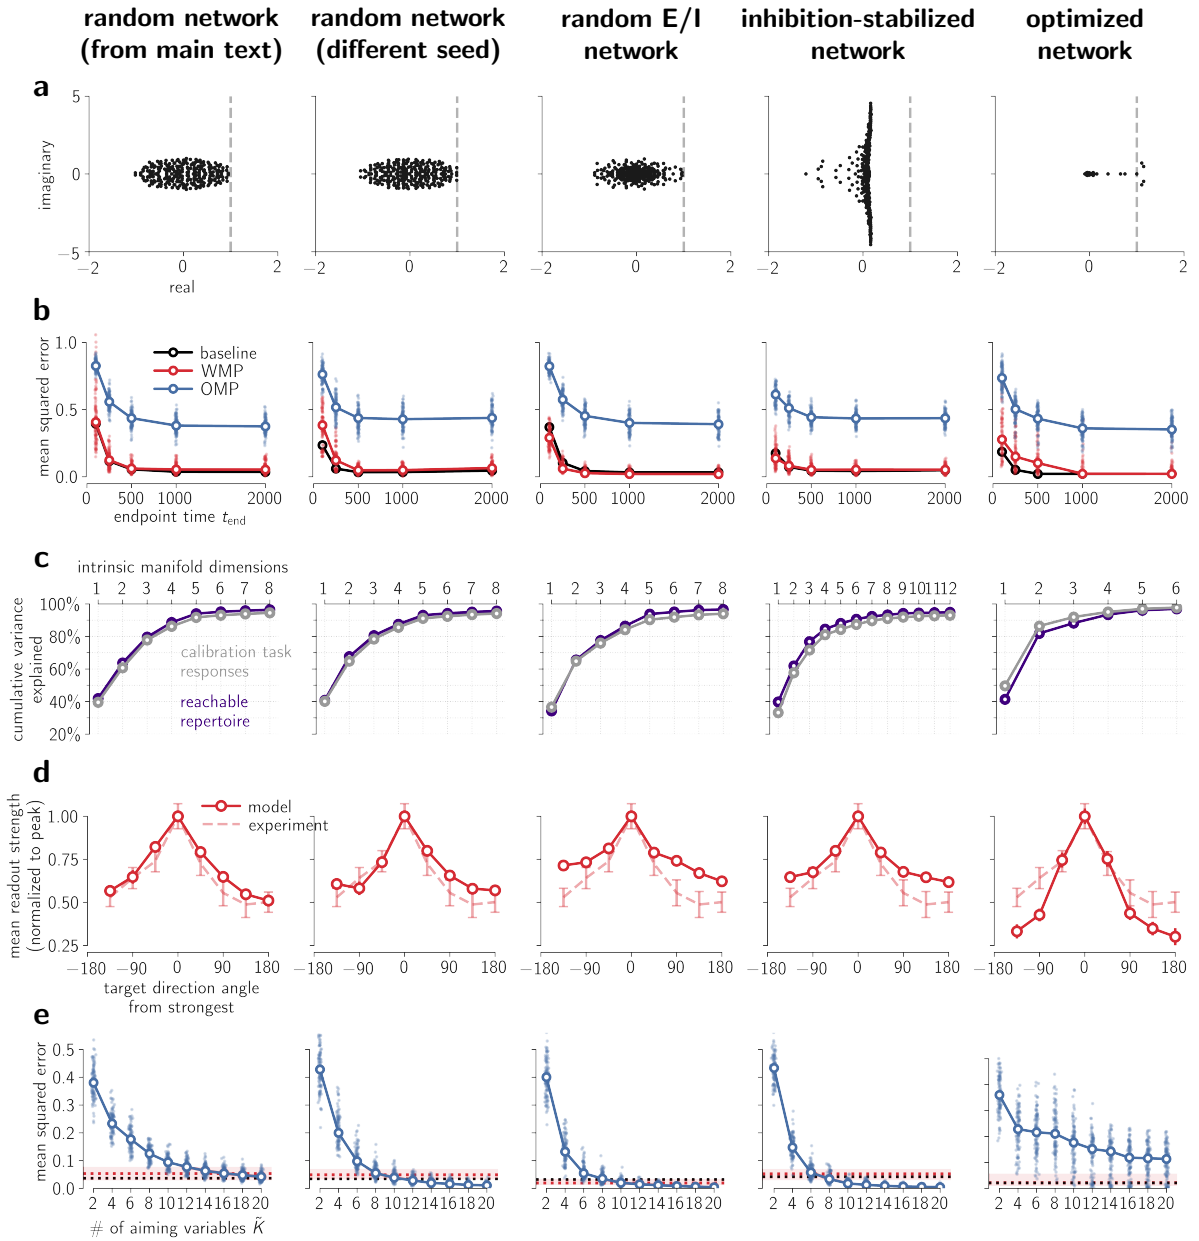 random network
(from main text)
random network
(different seed)
random E/I
network
inhibition-stabilized
network
optimized
network
a
5
0
−5
imaginary
−2 0 2
real
−2 0 2
−2 0 2
−2 0 2
−2 0 2
b
1.0
0.5
0.0
mean squared error
baseline
WMP
OMP
0 500 1000 2000
endpoint time tend
0 500 1000 2000
0 500 1000 2000
0 500 1000 2000
0 500 1000 2000
c
intrinsic manifold dimensions
1 2 3 4 5 6 7 8
1 2 3 4 5 6 7 8
1 2 3 4 5 6 7 8
1 2 3 4 5 6 7 8 9 10 11 12
1 2 3 4 5 6
100%
80%
60%
40%
20%
cumulative variance
explained
calibration task
responses
reachable
repertoire
d
1.00
0.75
0.50
0.25
mean readout strength
(normalized to peak)
model
experiment
−180 −90 0 90 180
target direction angle
from strongest
−180 −90 0 90 180
−180 −90 0 90 180
−180 −90 0 90 180
−180 −90 0 90 180
e
0.5
0.4
0.3
0.2
0.1
0.0
mean squared error
2 4 6 8 10 12 14 16 18 20
# of aiming variables K̃
2 4 6 8 10 12 14 16 18 20
2 4 6 8 10 12 14 16 18 20
2 4 6 8 10 12 14 16 18 20
2 4 6 8 10 12 14 16 18 20